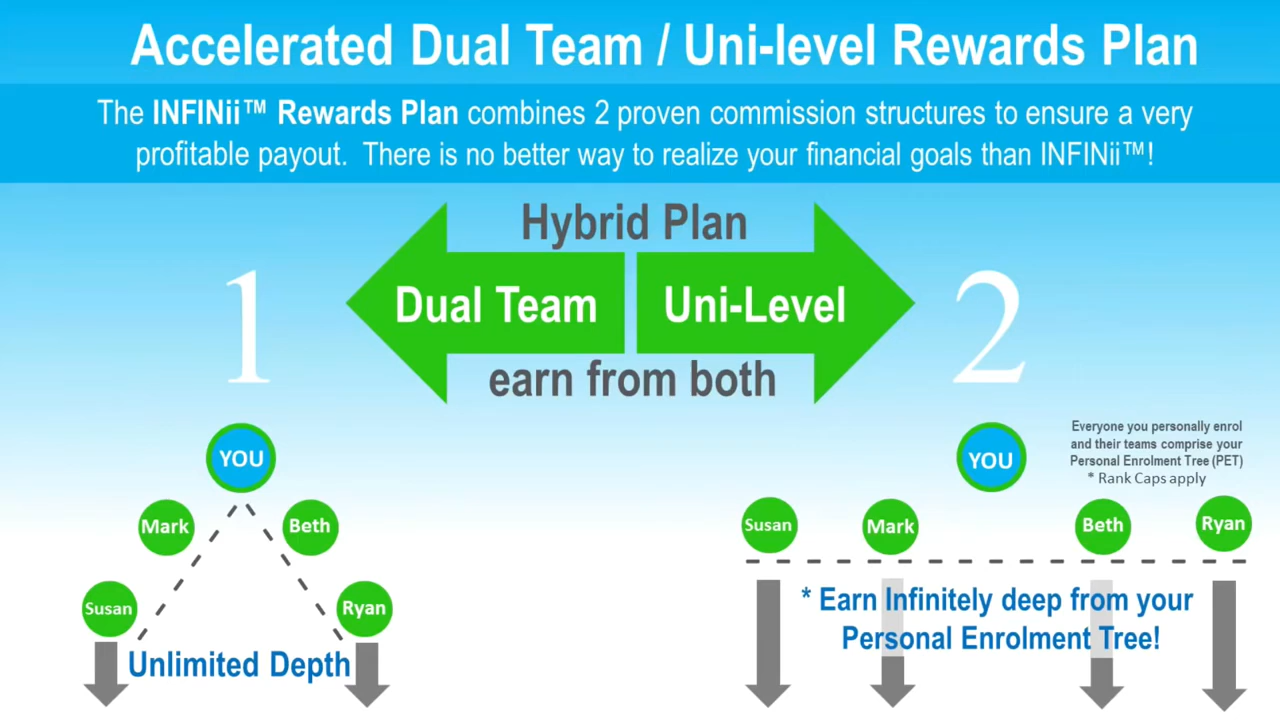 Accelerated Dual Team / Uni-level Rewards Plan
The INFINii™ Rewards Plan combines 2 proven commission structures to ensure a very
profitable payout. There is no better way to realize your financial goals than INFINii™!
Hybrid Plan
1
Dual Team
Uni-Level
2
earn from both
YOU
Mark
Beth
Susan
Ryan
Unlimited Depth
YOU
Everyone you personally enrol
and their teams comprise your
Personal Enrolment Tree (PET)
* Rank Caps apply
Susan
Mark
Beth
Ryan
* Earn Infinitely deep from your
Personal Enrolment Tree!